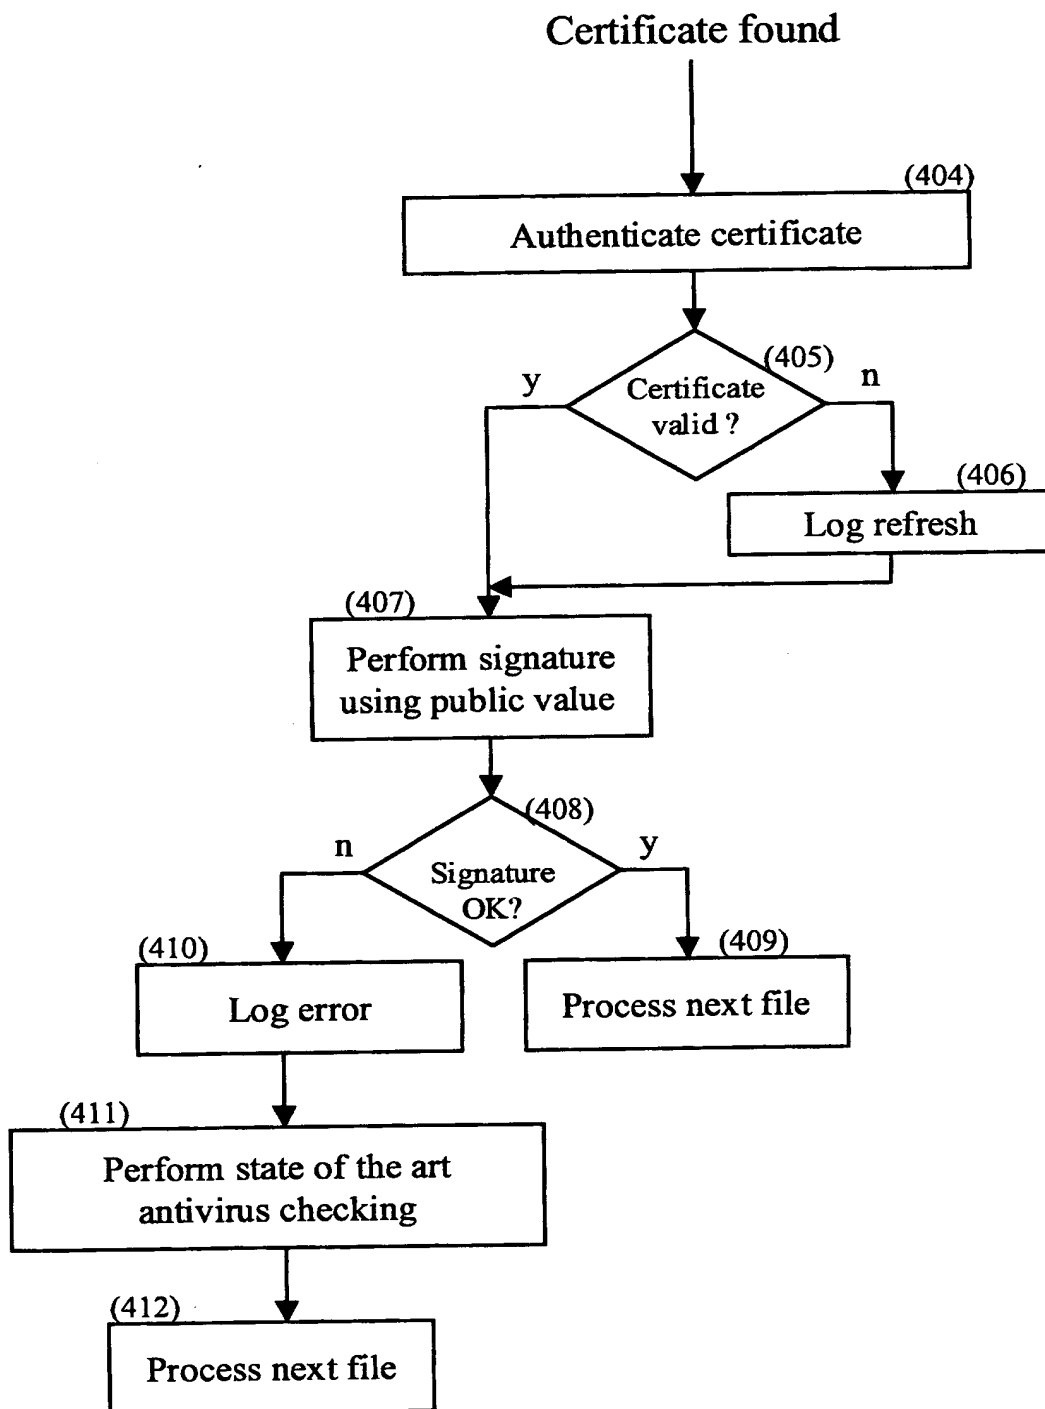 Certificate found
(404)
Authenticate certificate
(405)
y
n
Certificate
valid ?
(406)
Log refresh
(407)
Perform signature
using public value
(408)
n
y
Signature
OK?
(410)
(409)
Log error
Process next file
(411)
Perform state of the art
antivirus checking
(412)
Process next file